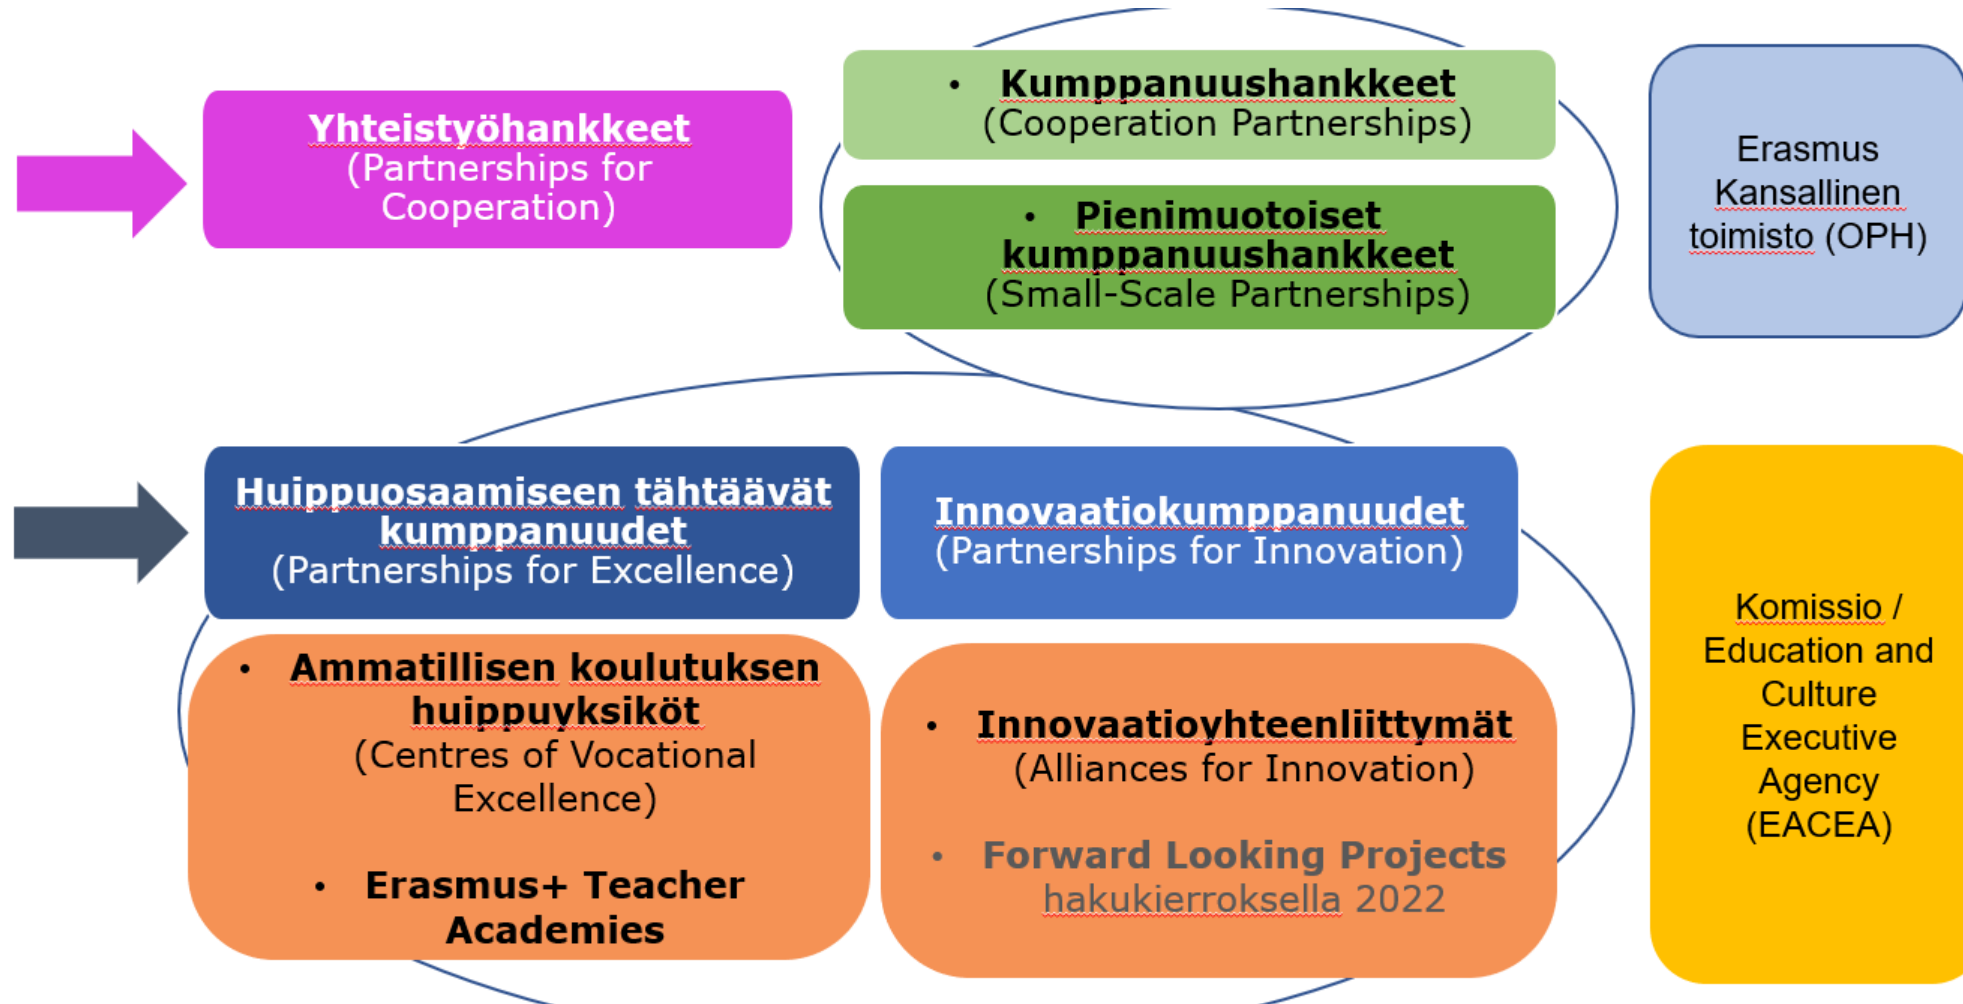 Yhteistyöhankkeet
(Partnerships for
Cooperation)
• Kumppanuushankkeet
(Cooperation Partnerships)
• Pienimuotoiset
kumppanuushankkeet
(Small-Scale Partnerships)
Erasmus
Kansallinen
toimisto (OPH)
Huippuosaamiseen tähtäävät
kumppanuudet
(Partnerships for Excellence)
Innovaatiokumppanuudet
(Partnerships for Innovation)
• Ammatillisen koulutuksen
huippuyksiköt
(Centres of Vocational
Excellence)
• Erasmus+ Teacher
Academies
• Innovaatioyhteenliittymät
(Alliances for Innovation)
• Forward Looking Projects
hakukierroksella 2022
Komissio /
Education and
Culture
Executive
Agency
(EACEA)